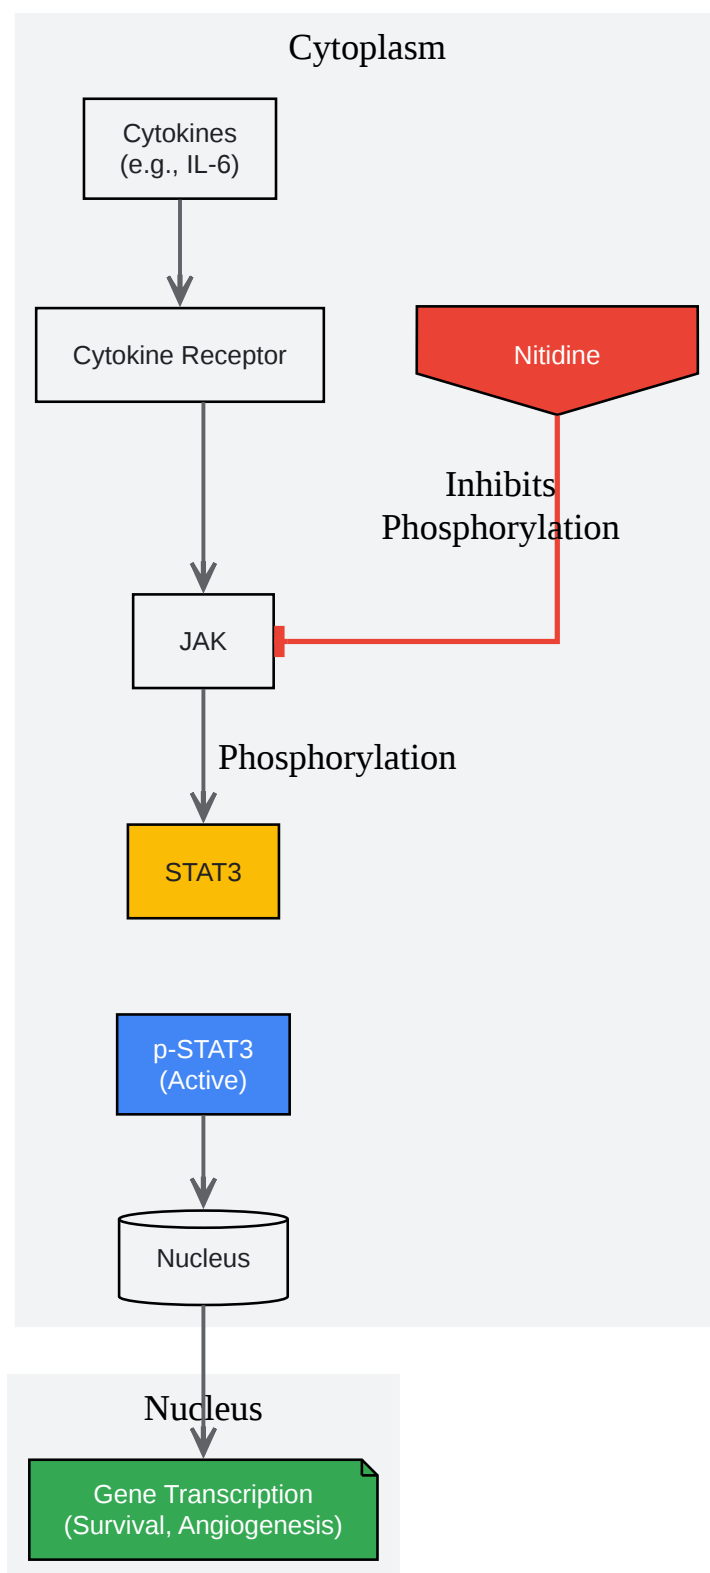 Cytoplasm
Cytokines
(e.g., IL-6)
Cytokine Receptor
Nitidine
Inhibits
Phosphorylation
JAK
Phosphorylation
STAT3
p-STAT3
(Active)
Nucleus
Nucleus
Gene Transcription
(Survival, Angiogenesis)